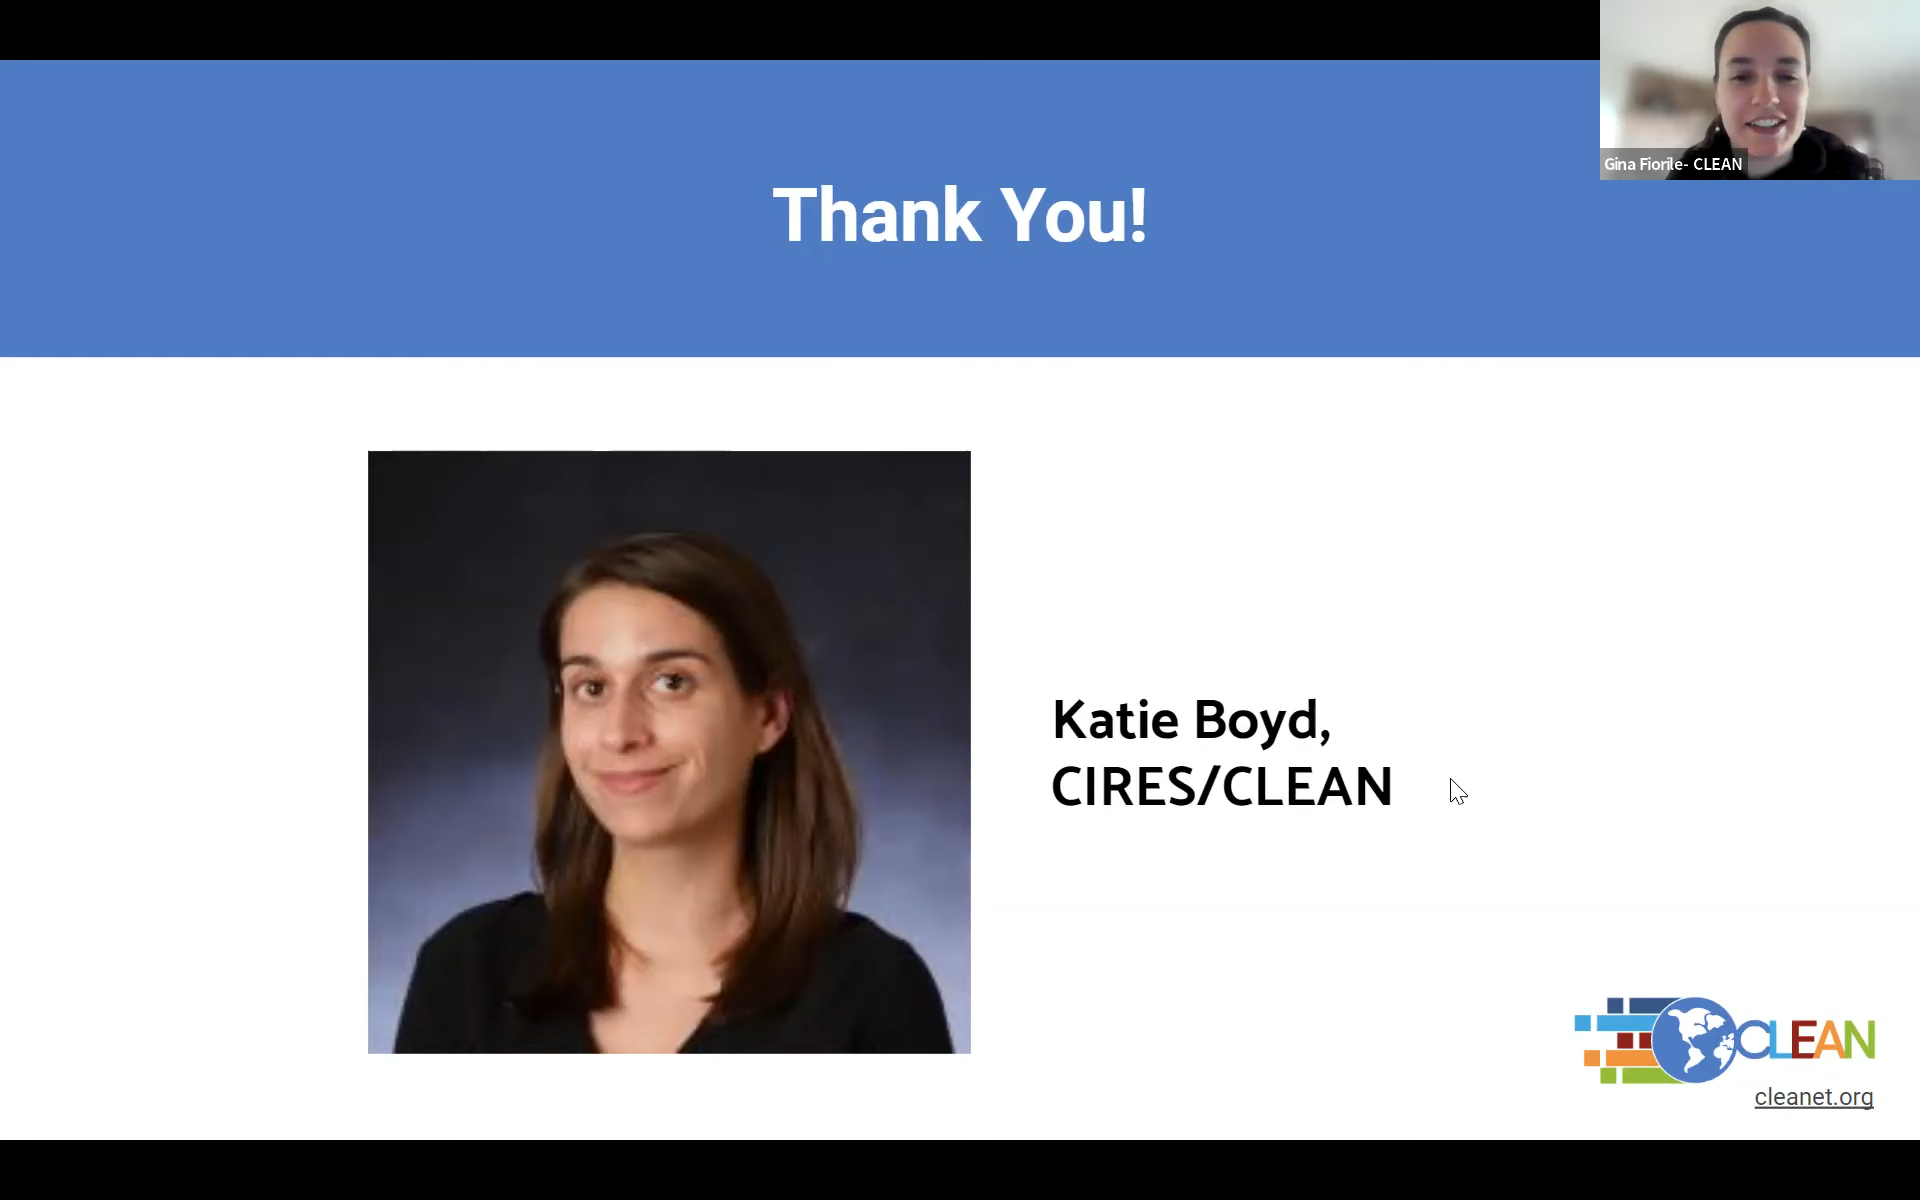 Gina Fiorile- CLEAN
Thank You!
Katie Boyd,
CIRES/CLEAN
CLEAN
cleanet.org